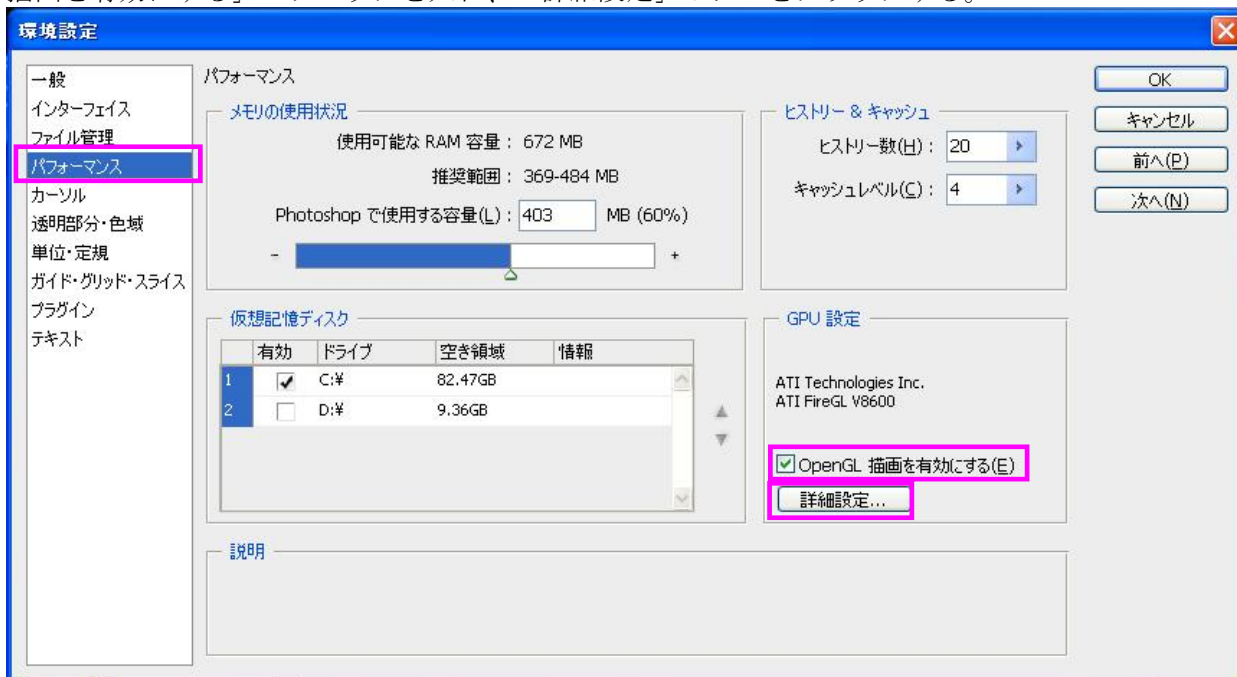 環境設定
一般
インターフェイス
ファイル管理
パフォーマンス
カーソル
透明部分・色域
単位・定規
ガイド・グリッド・スライス
プラグイン
テキスト
パフォーマンス
メモリの使用状況
使用可能な RAM 容量: 672 MB
推奨範囲: 369-484 MB
Photoshop で使用する容量(L): 403 MB (60%)
- +
ヒストリー & キャッシュ
ヒストリー数(H): 20
キャッシュレベル(C): 4
仮想記憶ディスク
有効 ドライブ 空き領域 情報
1 C:¥ 82.47GB
2 D:¥ 9.36GB
GPU 設定
ATI Technologies Inc.
ATI FireGL V8600
OpenGL 描画を有効にする(E)
詳細設定...
説明
OK
キャンセル
前へ(P)
次へ(N)